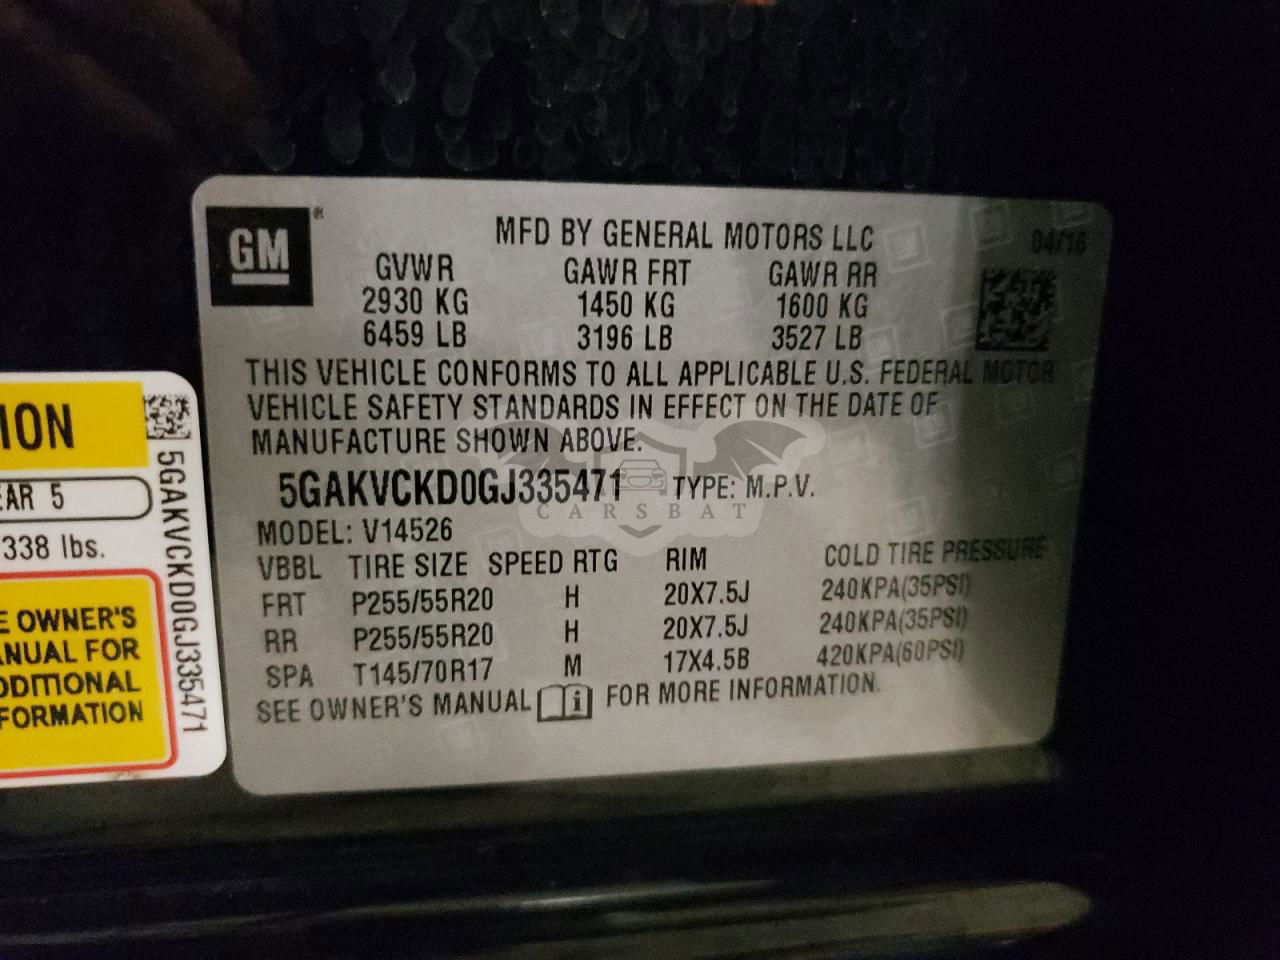 GM ®
MFD BY GENERAL MOTORS LLC
04/16
GVWR GAWR FRT GAWR RR
2930 KG 1450 KG 1600 KG
6459 LB 3196 LB 3527 LB
THIS VEHICLE CONFORMS TO ALL APPLICABLE U.S. FEDERAL MOTOR
VEHICLE SAFETY STANDARDS IN EFFECT ON THE DATE OF
MANUFACTURE SHOWN ABOVE.
5GAKVCKD0GJ335471 TYPE: M.P.V.
CARSBAT
MODEL: V14526
VBBL TIRE SIZE SPEED RTG RIM COLD TIRE PRESSURE
FRT P255/55R20 H 20X7.5J 240KPA(35PSI)
RR P255/55R20 H 20X7.5J 240KPA(35PSI)
SPA T145/70R17 M 17X4.5B 420KPA(60PSI)
SEE OWNER'S MANUAL i FOR MORE INFORMATION.
ION
EAR 5
338 lbs.
E OWNER'S
ANUAL FOR
DDITIONAL
FORMATION
5GAKVCKD0GJ335471